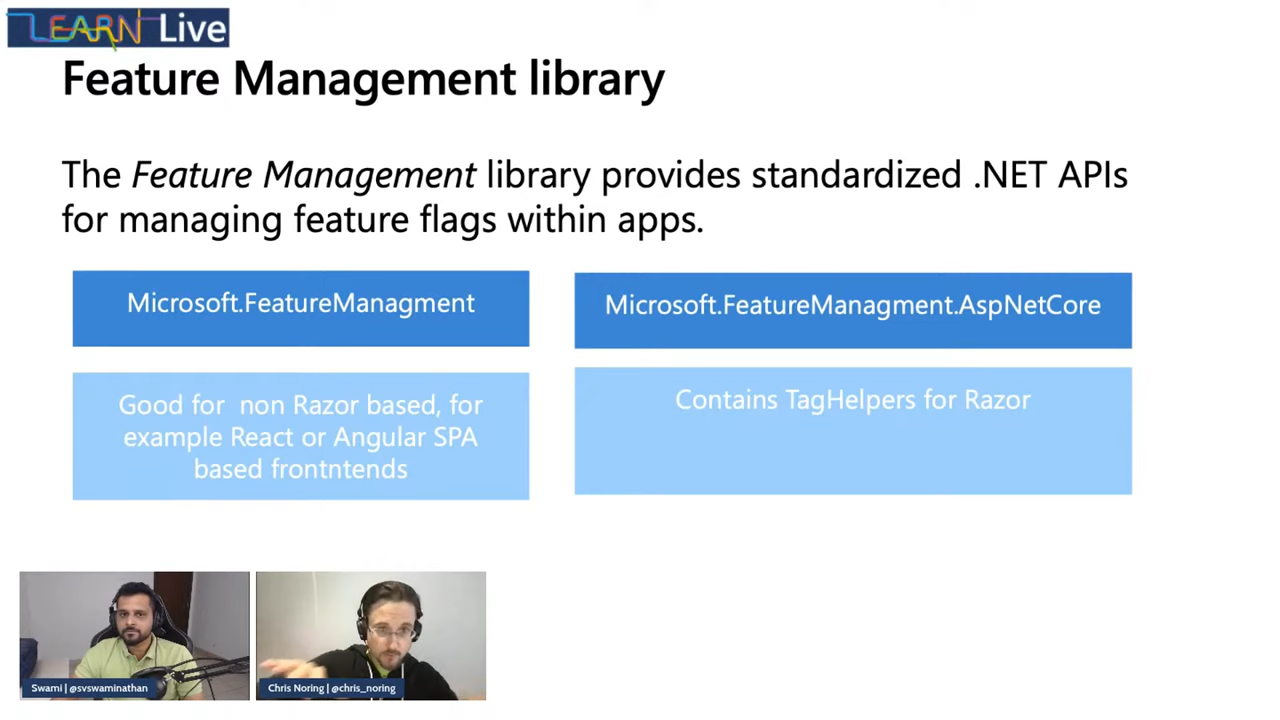 LEARN Live
Feature Management library
The Feature Management library provides standardized .NET APIs
for managing feature flags within apps.
Microsoft.FeatureManagment
Microsoft.FeatureManagment.AspNetCore
Good for non Razor based, for
example React or Angular SPA
based frontntends
Contains TagHelpers for Razor
Swami | @svswaminathan
Chris Noring | @chris_noring